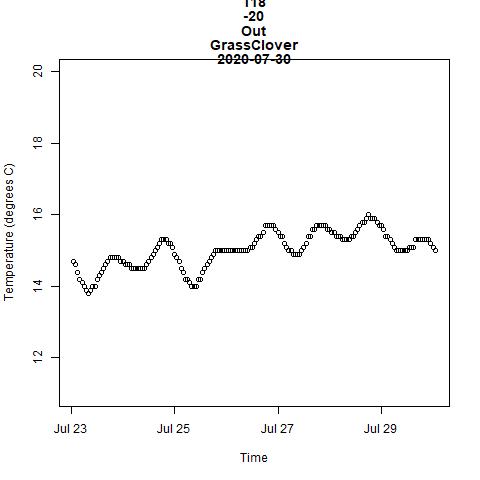 T18
-20
Out
GrassClover
2020-07-30
Temperature (degrees C)
20
18
16
14
12
Jul 23
Jul 25
Jul 27
Jul 29
Time